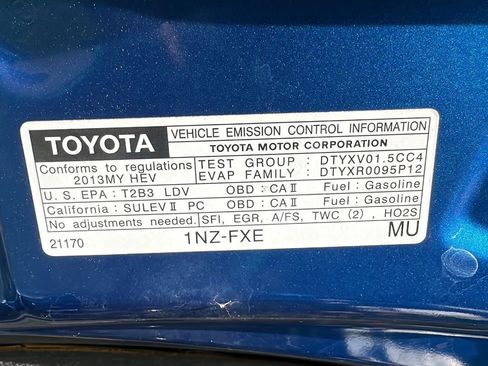 TOYOTA
VEHICLE EMISSION CONTROL INFORMATION
TOYOTA MOTOR CORPORATION
Conforms to regulations
2013MY HEV
TEST GROUP : DTYXV01.5CC4
EVAP FAMILY : DTYXR0095P12
U. S. EPA : T2B3 LDV OBD : CA II Fuel : Gasoline
California : SULEV II PC OBD : CA II Fuel : Gasoline
No adjustments needed. SFI, EGR, A/FS, TWC (2) , HO2S
21170 1NZ-FXE MU